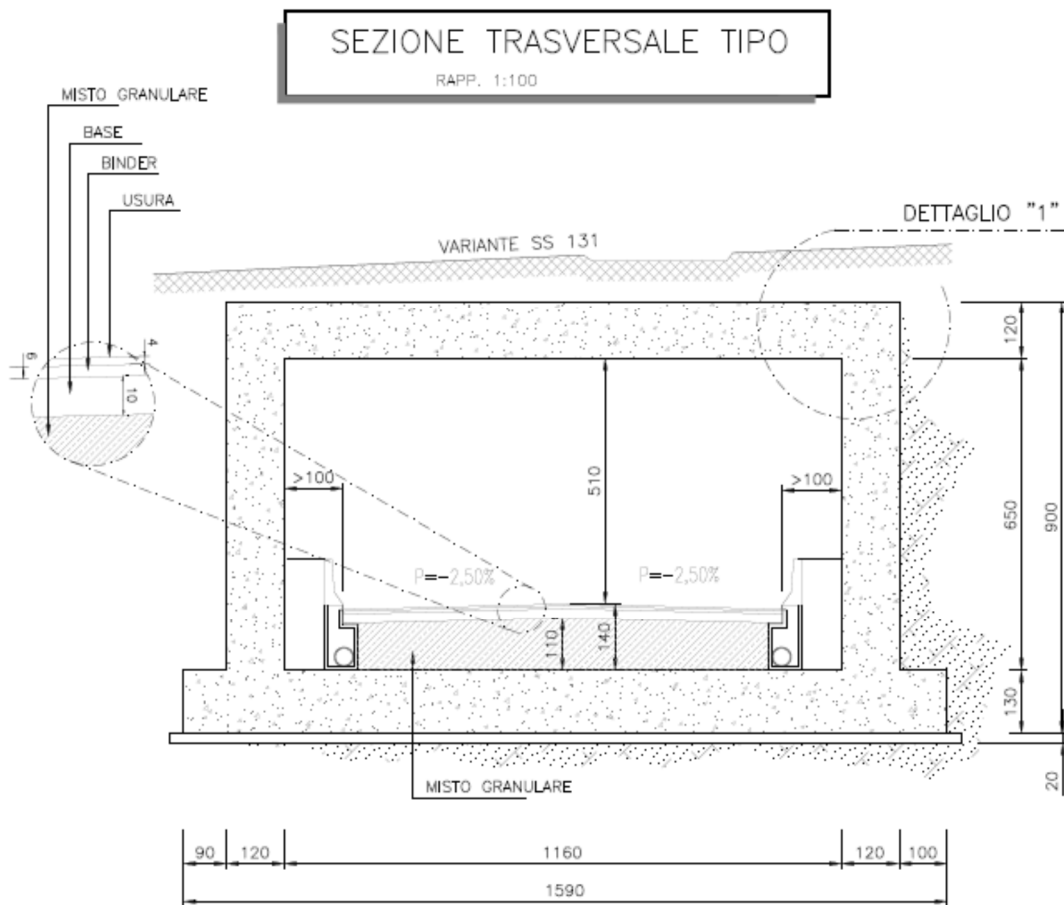 SEZIONE TRASVERSALE TIPO
RAPP. 1:100
MISTO GRANULARE
BASE
BINDER
USURA
DETTAGLIO "1"
VARIANTE SS 131
120
6
4
10
>100
510
>100
650
900
P=-2,50%
P=-2,50%
110
140
130
20
MISTO GRANULARE
90
120
1160
120
100
1590